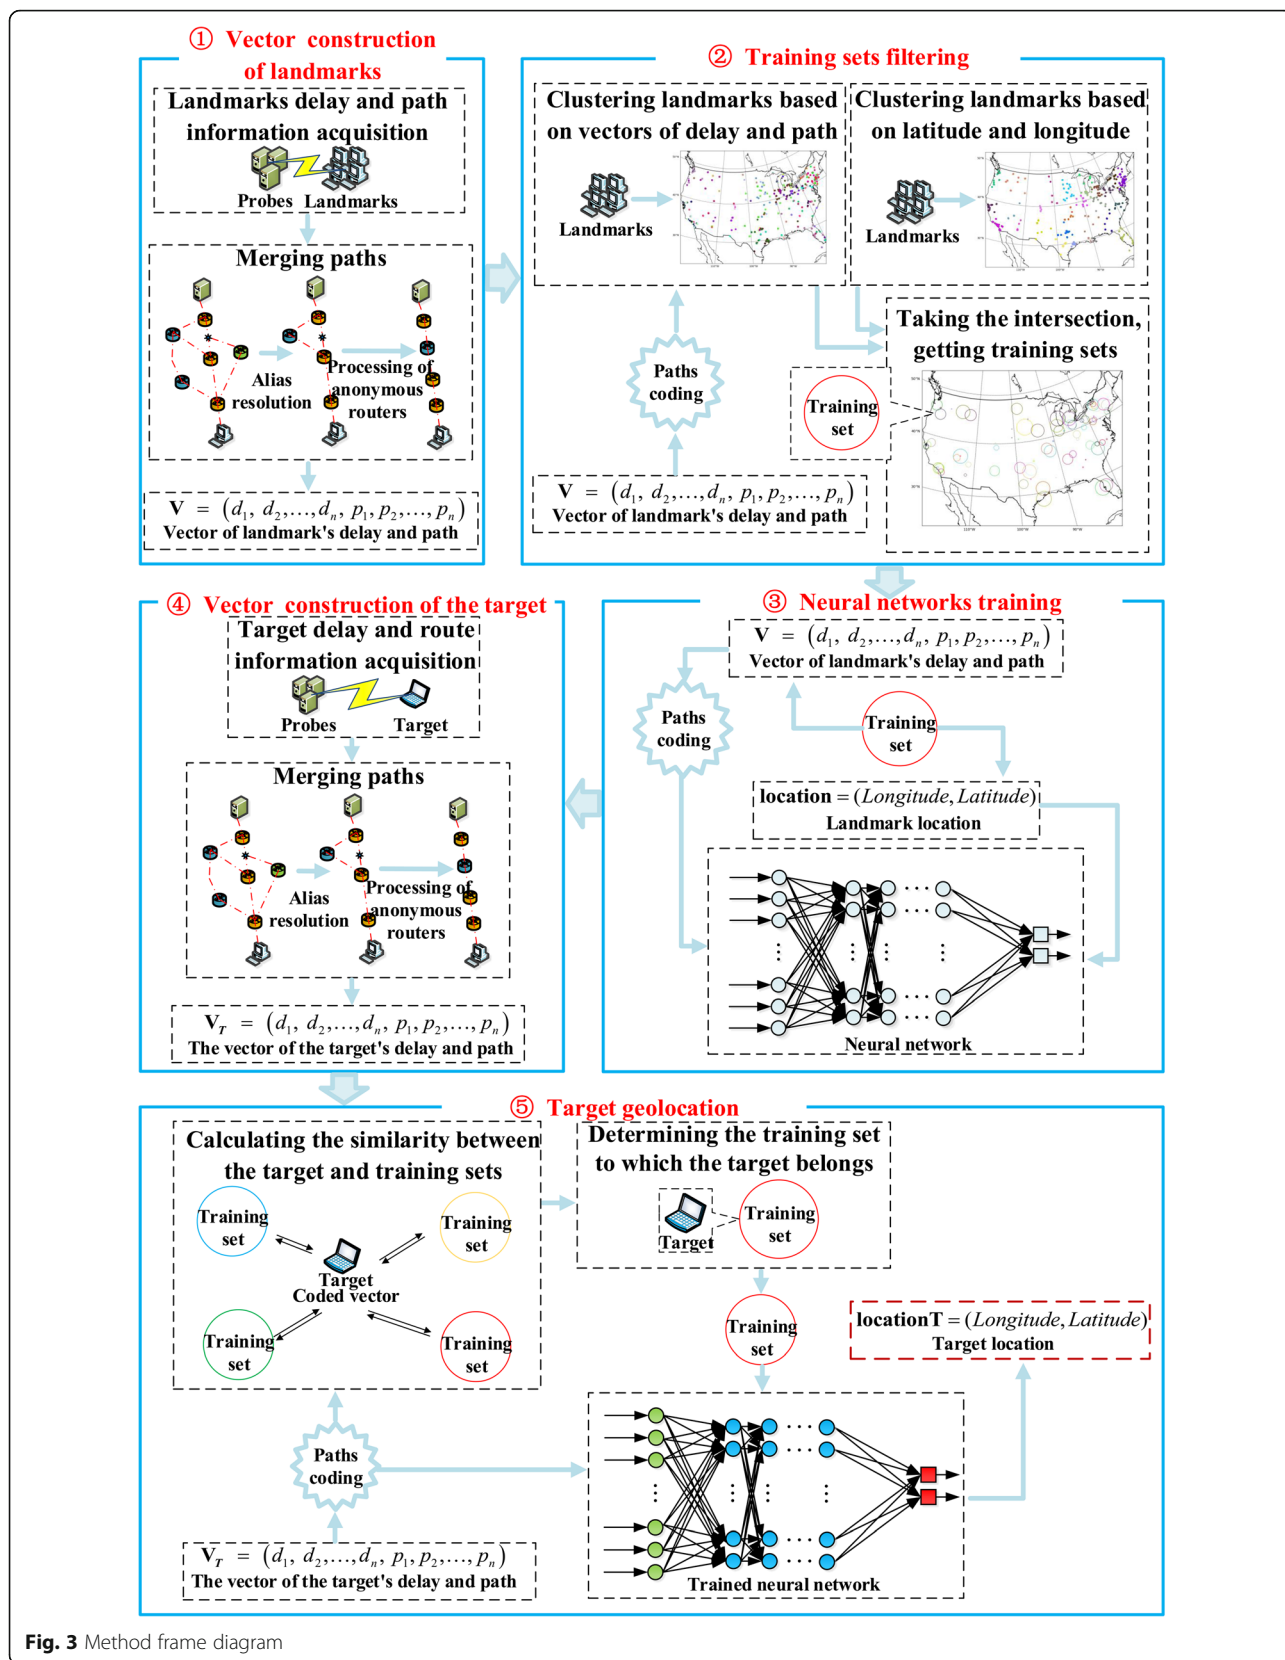 ① Vector construction
of landmarks
Landmarks delay and path
information acquisition
Probes Landmarks
Merging paths
Alias
resolution
Processing of
anonymous
routers
V = (d1, d2,...,dn, p1, p2,..., pn)
Vector of landmark's delay and path
② Training sets filtering
Clustering landmarks based
on vectors of delay and path
Landmarks
Clustering landmarks based
on latitude and longitude
Landmarks
Paths
coding
Taking the intersection,
getting training sets
Training
set
V = (d1, d2,...,dn, p1, p2,..., pn)
Vector of landmark's delay and path
③ Neural networks training
V = (d1, d2,...,dn, p1, p2,..., pn)
Vector of landmark's delay and path
Paths
coding
Training
set
location = (Longitude, Latitude)
Landmark location
Neural network
④ Vector construction of the target
Target delay and route
information acquisition
Probes Target
Merging paths
Alias
resolution
Processing of
anonymous
routers
VT = (d1, d2,...,dn, p1, p2,..., pn)
The vector of the target's delay and path
⑤ Target geolocation
Calculating the similarity between
the target and training sets
Training
set
Training
set
Target
Coded vector
Training
set
Training
set
Determining the training set
to which the target belongs
Target
Training
set
Training
set
locationT = (Longitude, Latitude)
Target location
Paths
coding
VT = (d1, d2,...,dn, p1, p2,..., pn)
The vector of the target's delay and path
Trained neural network
Fig. 3 Method frame diagram